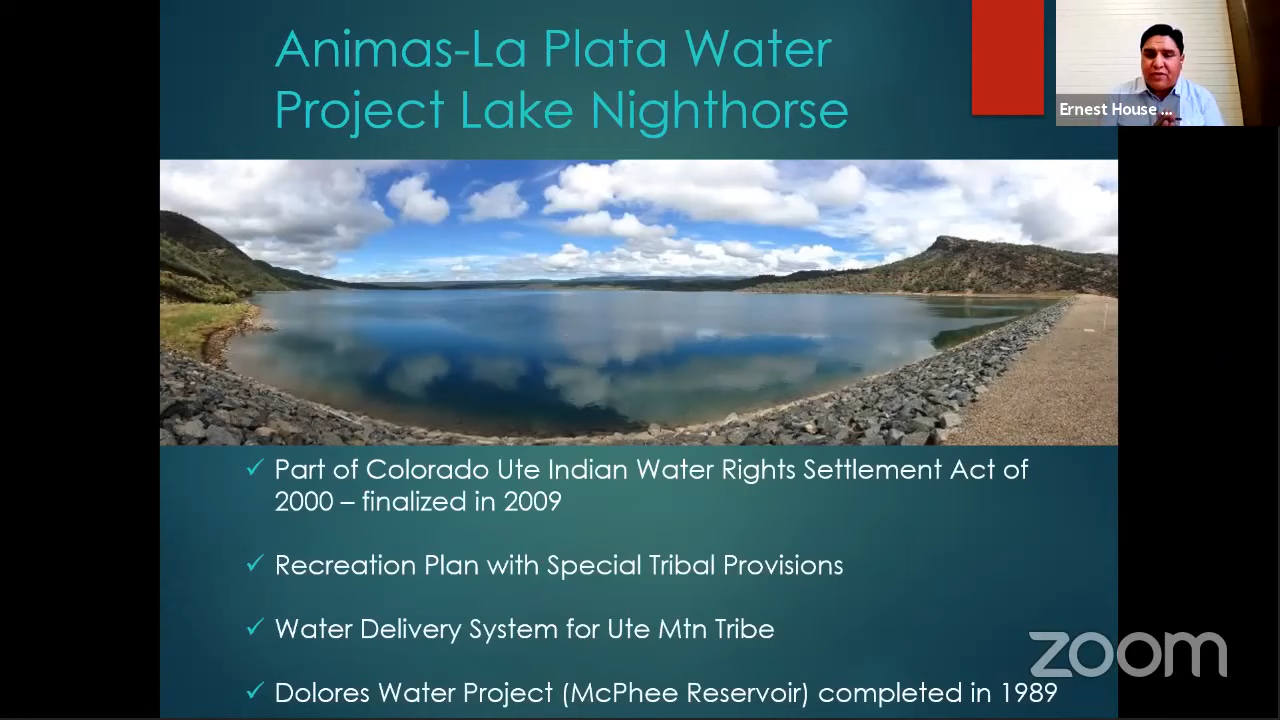 Animas-La Plata Water
Project Lake Nighthorse
Ernest House ...
Part of Colorado Ute Indian Water Rights Settlement Act of
2000 – finalized in 2009
Recreation Plan with Special Tribal Provisions
Water Delivery System for Ute Mtn Tribe
zoom
Dolores Water Project (McPhee Reservoir) completed in 1989